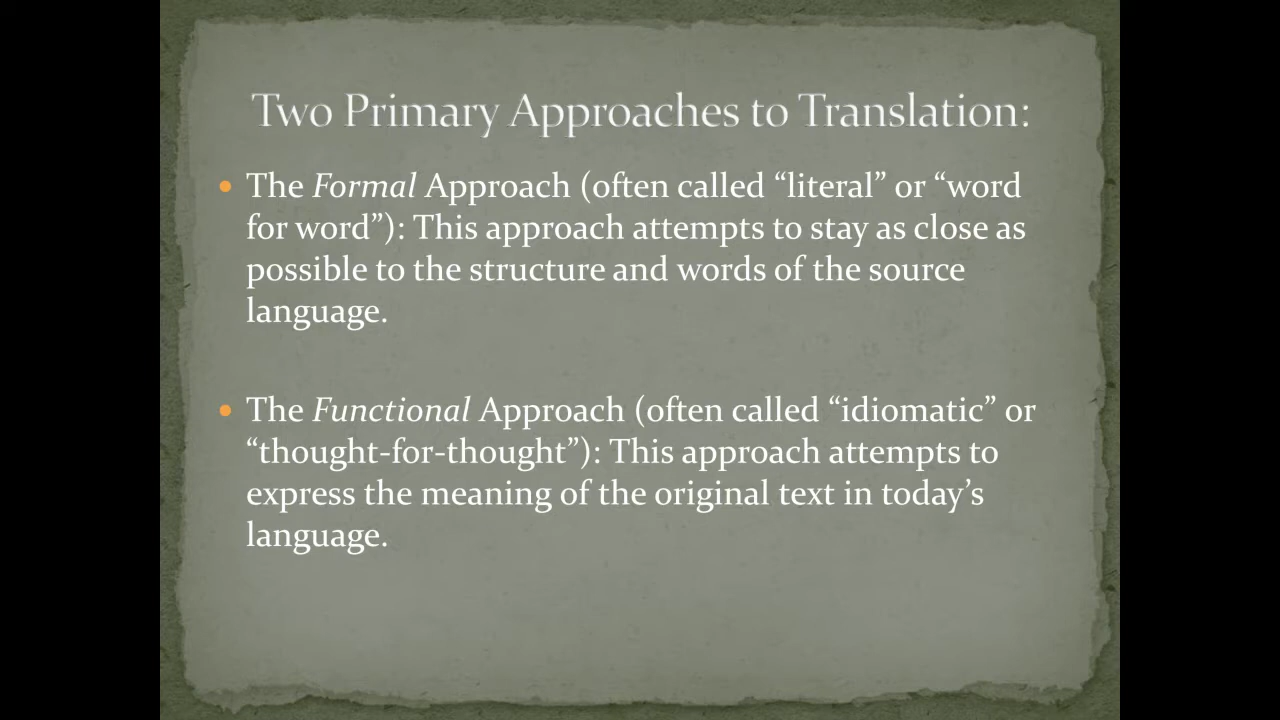 Two Primary Approaches to Translation:
• The Formal Approach (often called “literal” or “word
for word”): This approach attempts to stay as close as
possible to the structure and words of the source
language.
• The Functional Approach (often called “idiomatic” or
“thought-for-thought”): This approach attempts to
express the meaning of the original text in today’s
language.